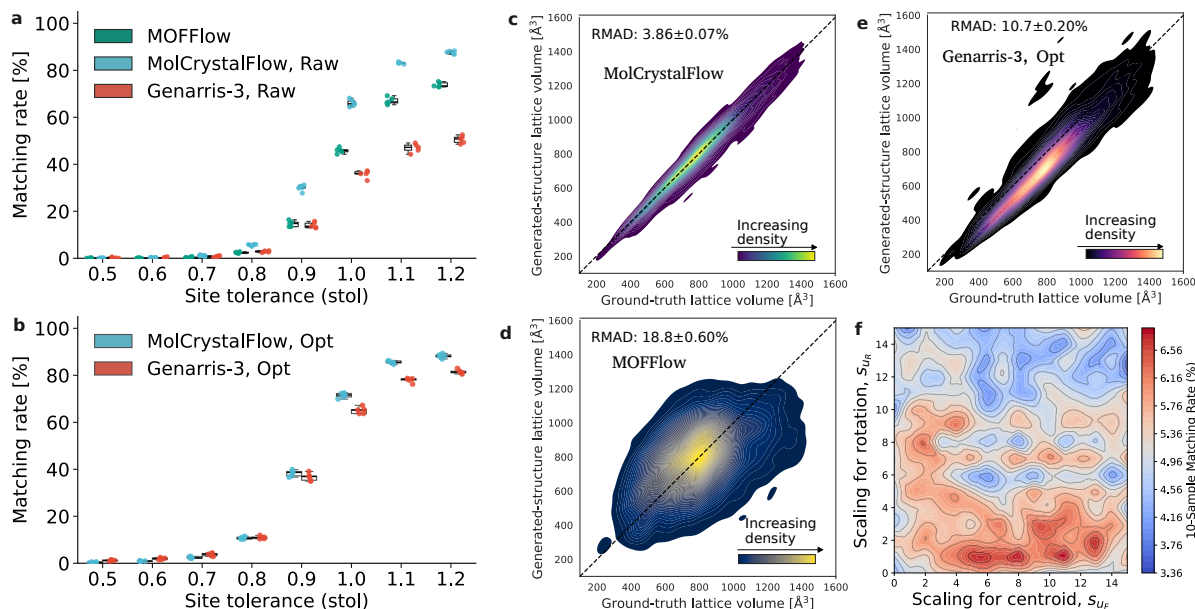 a
Matching rate [%]
100
80
60
40
20
0
MOFFlow
MolCrystalFlow, Raw
Genarris-3, Raw
0.5 0.6 0.7 0.8 0.9 1.0 1.1 1.2
Site tolerance (stol)
b
Matching rate [%]
100
80
60
40
20
0
MolCrystalFlow, Opt
Genarris-3, Opt
0.5 0.6 0.7 0.8 0.9 1.0 1.1 1.2
Site tolerance (stol)
c
Generated-structure lattice volume [Å³]
1600
1400
1200
1000
800
600
400
200
RMAD: 3.86±0.07%
MolCrystalFlow
Increasing
density
200 400 600 800 1000 1200 1400 1600
Ground-truth lattice volume [Å³]
d
Generated-structure lattice volume [Å³]
1600
1400
1200
1000
800
600
400
200
RMAD: 18.8±0.60%
MOFFlow
Increasing
density
200 400 600 800 1000 1200 1400 1600
Ground-truth lattice volume [Å³]
e
Generated-structure lattice volume [Å³]
1600
1400
1200
1000
800
600
400
200
RMAD: 10.7±0.20%
Genarris-3, Opt
Increasing
density
200 400 600 800 1000 1200 1400 1600
Ground-truth lattice volume [Å³]
f
Scaling for rotation, s_{u_R}
14
12
10
8
6
4
2
0
0 2 4 6 8 10 12 14
Scaling for centroid, s_{u_F}
6.56
6.16
5.76
5.36
4.96
4.56
4.16
3.76
3.36
10-Sample Matching Rate (%)